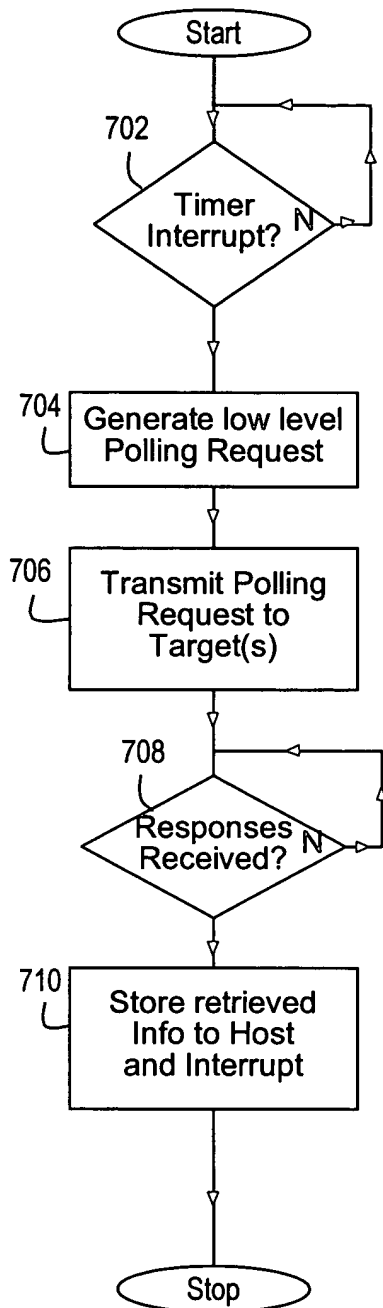 Start
702
Timer
Interrupt?
N
704
Generate low level
Polling Request
706
Transmit Polling
Request to
Target(s)
708
Responses
Received?
N
710
Store retrieved
Info to Host
and Interrupt
Stop